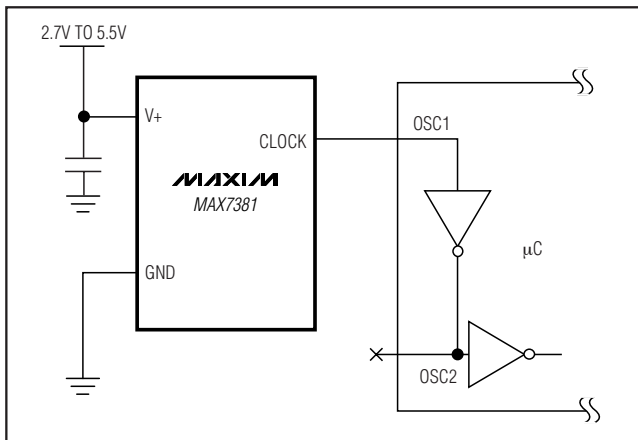 2.7V TO 5.5V
V+
CLOCK
OSC1
MAXIM
MAX7381
μC
GND
OSC2